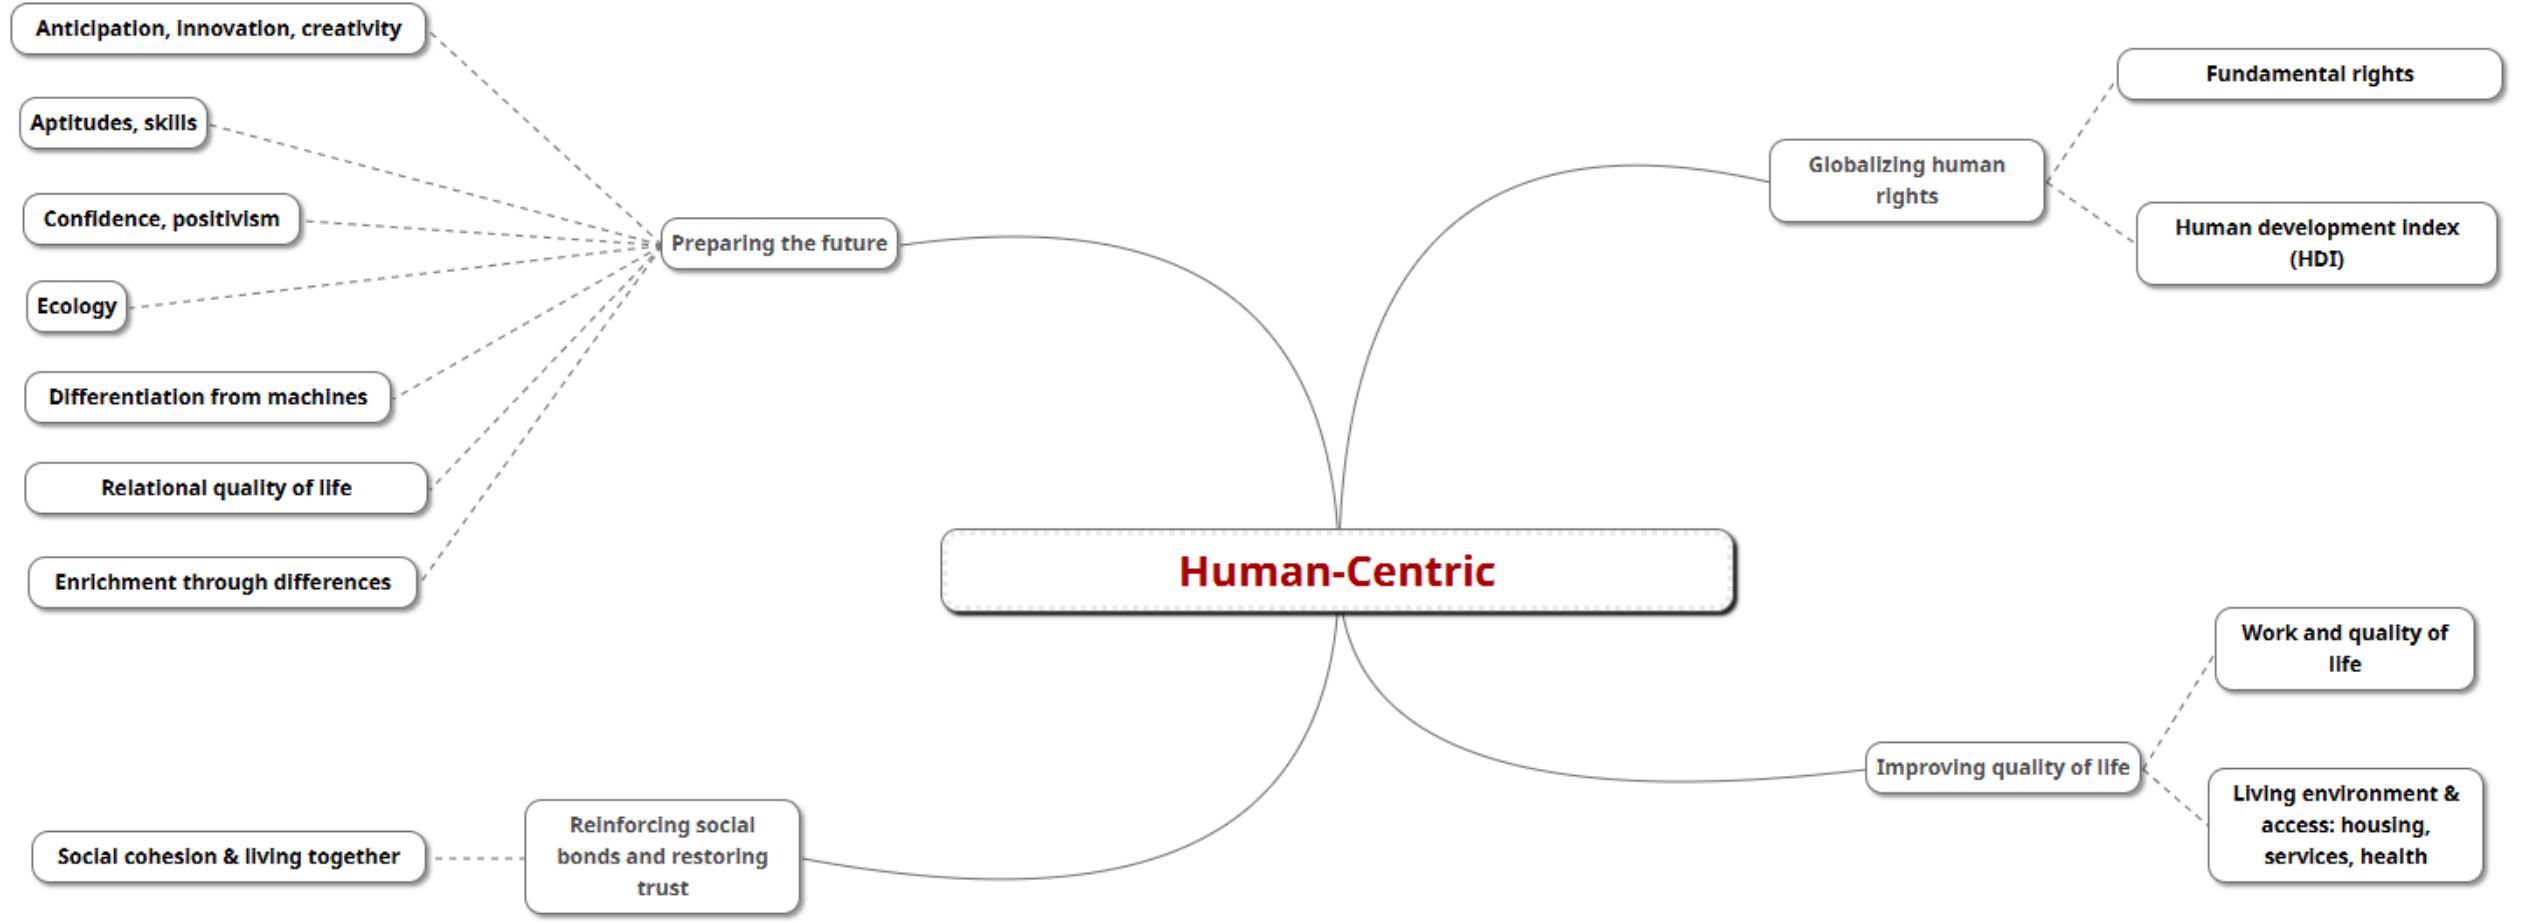 Anticipation, innovation, creativity
Aptitudes, skills
Confidence, positivism
Ecology
Differentiation from machines
Relational quality of life
Enrichment through differences
Preparing the future
Globalizing human
rights
Fundamental rights
Human development index
(HDI)
Human-Centric
Work and quality of
life
Improving quality of life
Living environment &
access: housing,
services, health
Social cohesion & living together
Reinforcing social
bonds and restoring
trust